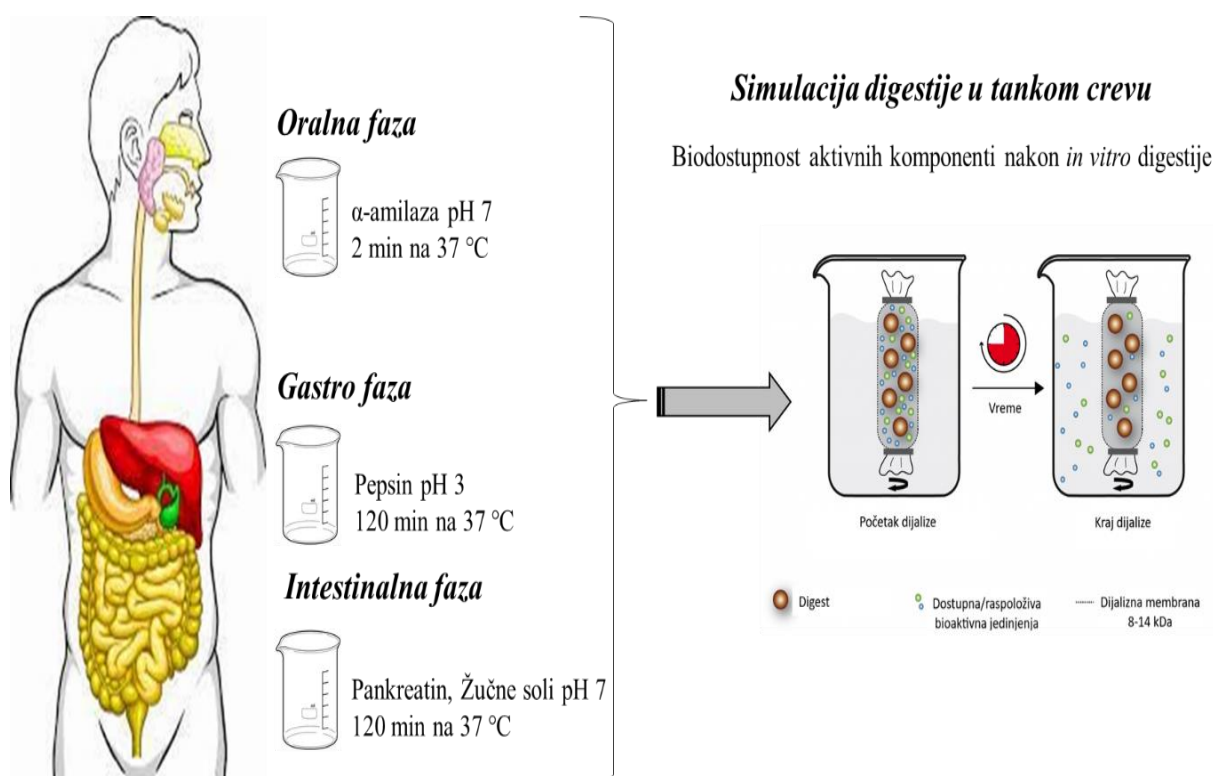 Oralna faza
α-amilaza pH 7
2 min na 37 °C
Gastro faza
Pepsin pH 3
120 min na 37 °C
Intestinalna faza
Pankreatin, Žučne soli pH 7
120 min na 37 °C
Simulacija digestije u tankom crevu
Biodostupnost aktivnih komponenti nakon in vitro digestije
Vreme
Početak dijalize
Kraj dijalize
Digest
Dostupna/raspoloživa
bioaktivna jedinjenja
Dijalizna membrana
8-14 kDa